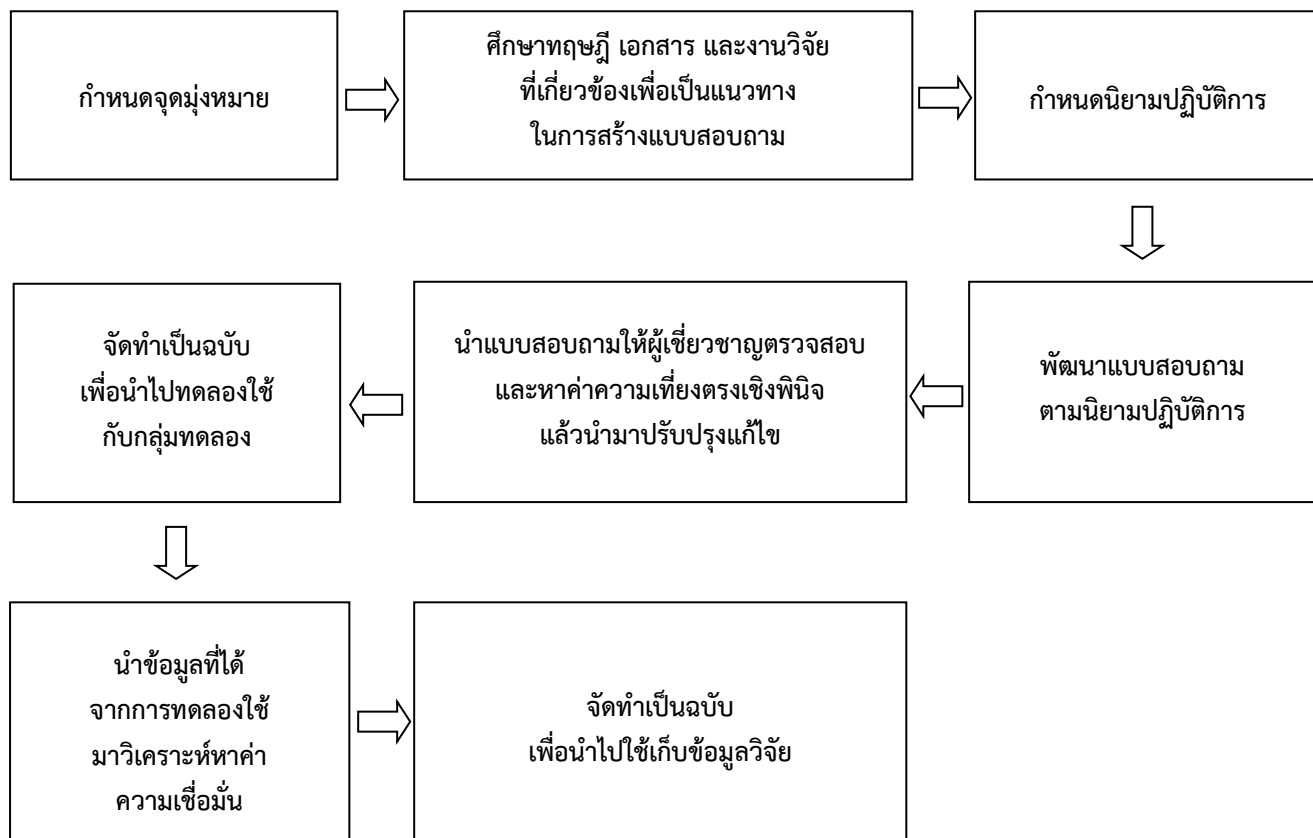 กำหนดจุดมุ่งหมาย
ศึกษาทฤษฎี เอกสาร และงานวิจัย
ที่เกี่ยวข้องเพื่อเป็นแนวทาง
ในการสร้างแบบสอบถาม
กำหนดนิยามปฏิบัติการ
พัฒนาแบบสอบถาม
ตามนิยามปฏิบัติการ
นำแบบสอบถามให้ผู้เชี่ยวชาญตรวจสอบ
และหาค่าความเที่ยงตรงเชิงพินิจ
แล้วนำมาปรับปรุงแก้ไข
จัดทำเป็นฉบับ
เพื่อนำไปทดลองใช้
กับกลุ่มทดลอง
นำข้อมูลที่ได้
จากการทดลองใช้
มาวิเคราะห์หาค่า
ความเชื่อมั่น
จัดทำเป็นฉบับ
เพื่อนำไปใช้เก็บข้อมูลวิจัย